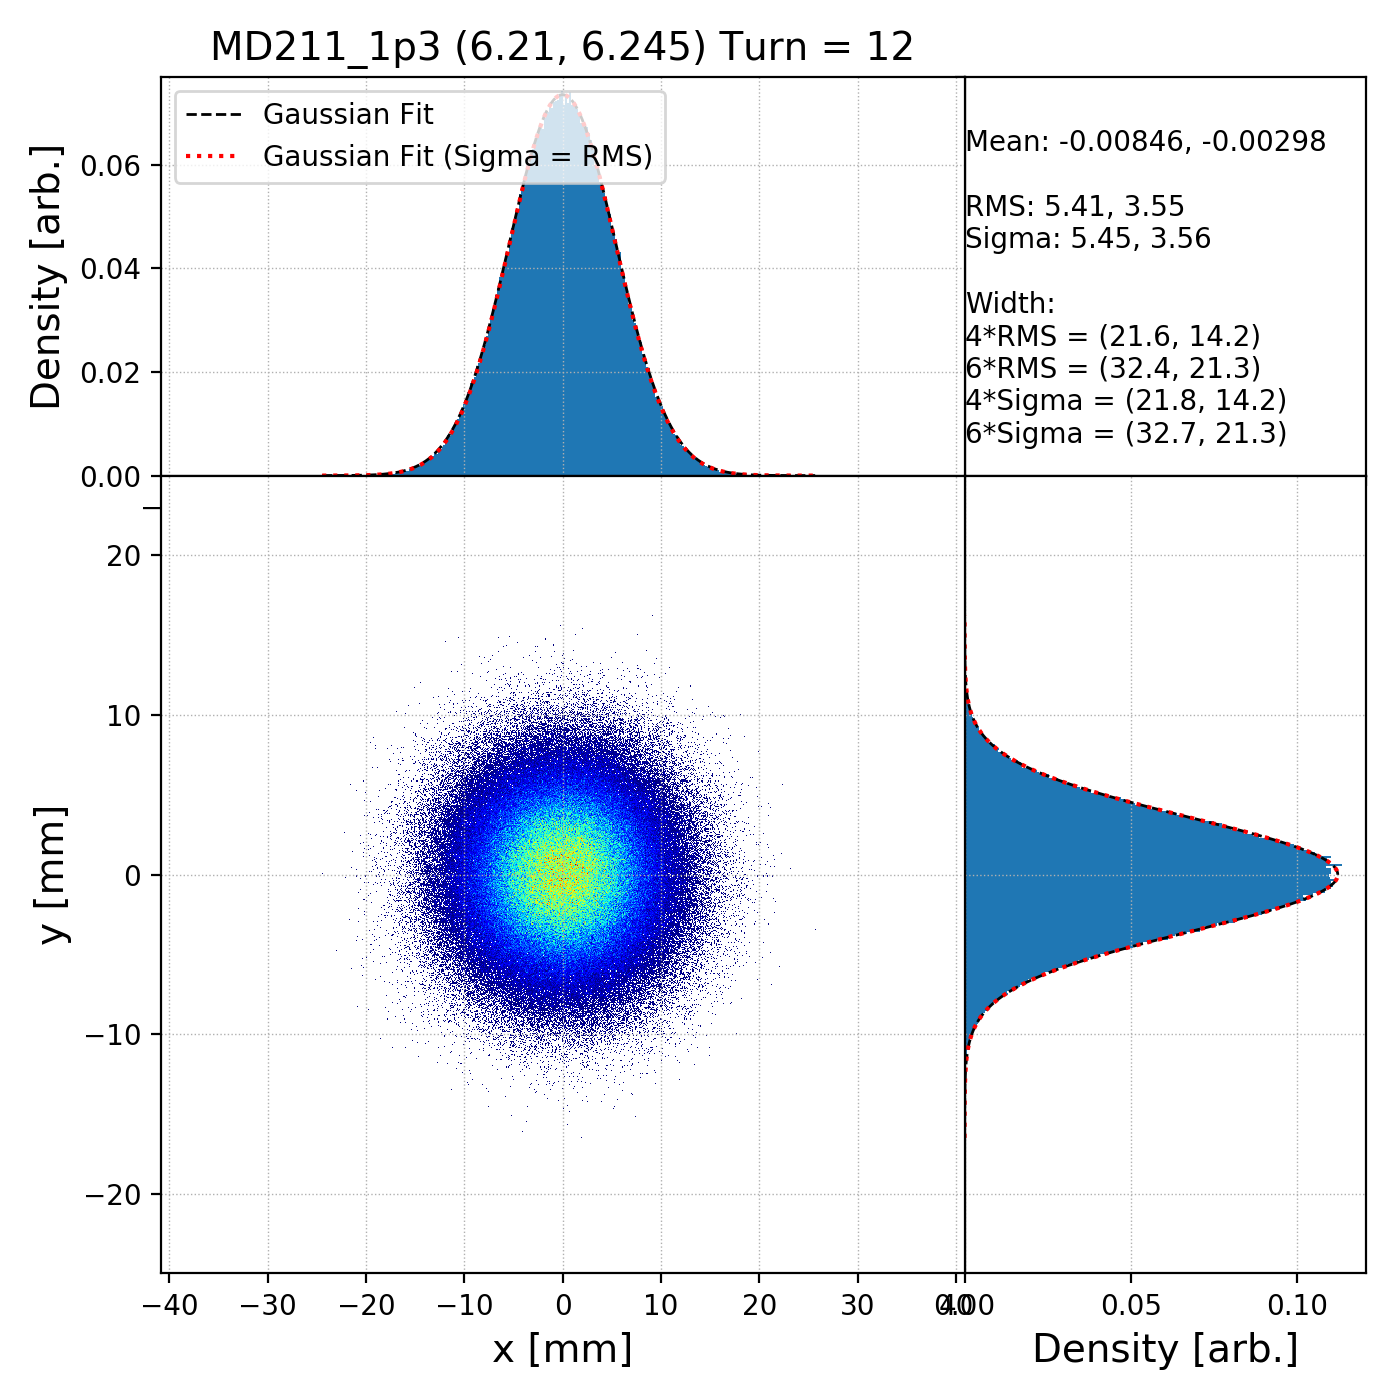 MD211_1p3 (6.21, 6.245) Turn = 12
Gaussian Fit
Gaussian Fit (Sigma = RMS)
Density [arb.]
0.06
0.04
0.02
0.00
Mean: -0.00846, -0.00298
RMS: 5.41, 3.55
Sigma: 5.45, 3.56
Width:
4*RMS = (21.6, 14.2)
6*RMS = (32.4, 21.3)
4*Sigma = (21.8, 14.2)
6*Sigma = (32.7, 21.3)
y [mm]
20
10
0
−10
−20
−40
−30
−20
−10
0
10
20
30
40
x [mm]
0.00
0.05
0.10
Density [arb.]